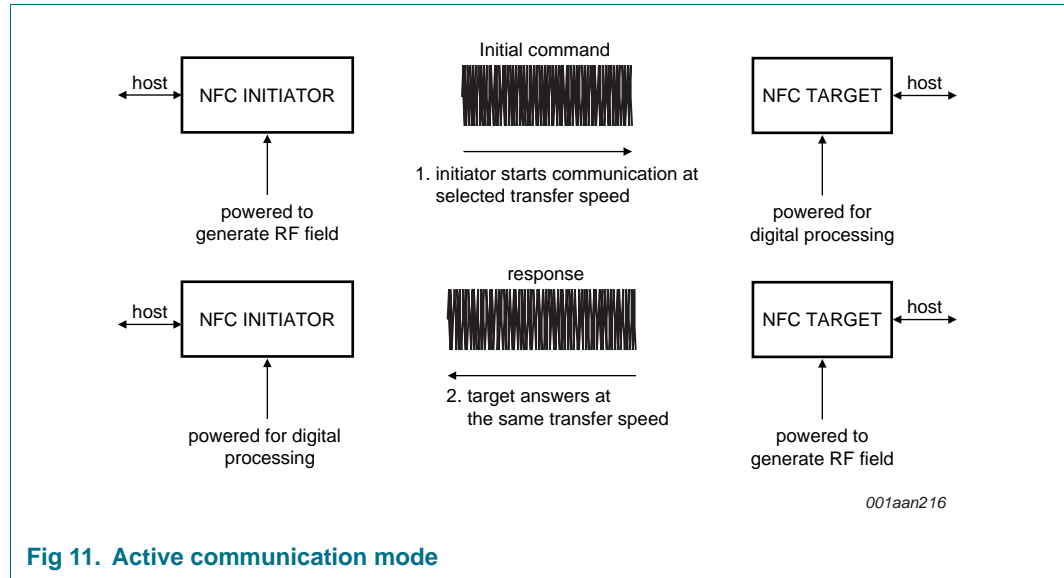 Initial command
host
NFC INITIATOR
NFC TARGET
host
1. initiator starts communication at
selected transfer speed
powered to
generate RF field
powered for
digital processing
response
host
NFC INITIATOR
NFC TARGET
host
2. target answers at
the same transfer speed
powered for digital
processing
powered to
generate RF field
001aan216
Fig 11. Active communication mode